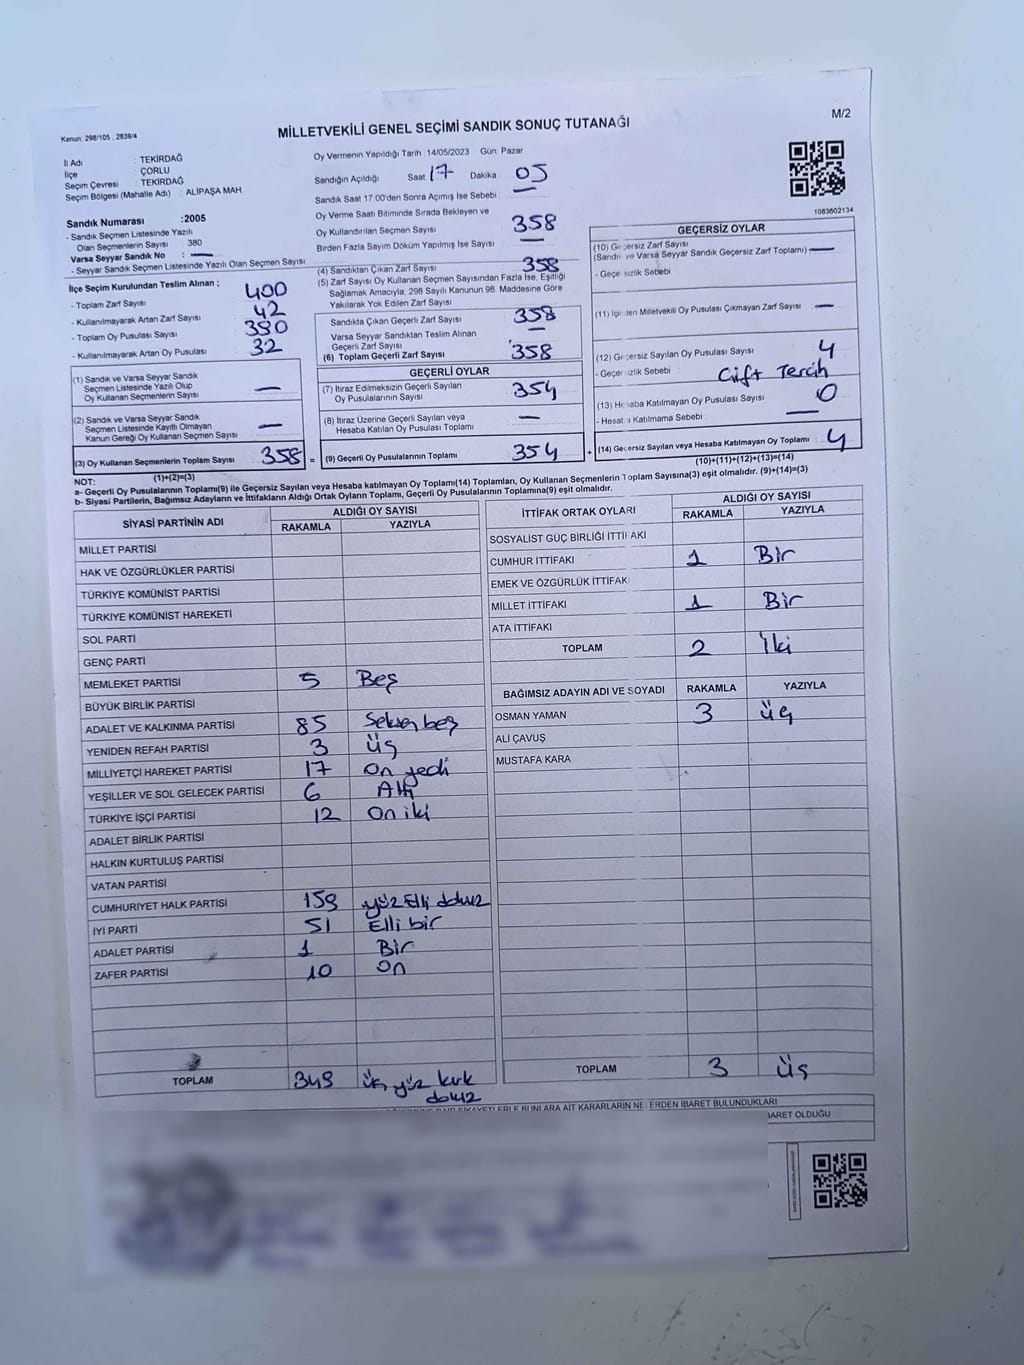 Kanun: 298/105 , 2839/4
MİLLETVEKİLİ GENEL SEÇİMİ SANDIK SONUÇ TUTANAĞI
M/2
İl Adı : TEKİRDAĞ
İlçe : ÇORLU
Seçim Çevresi : TEKİRDAĞ
Seçim Bölgesi (Mahalle Adı) : ALİPAŞA MAH.
Sandık Numarası :2005
- Sandık Seçmen Listesinde Yazılı
Olan Seçmenlerin Sayısı 380
Varsa Seyyar Sandık No : —
- Seyyar Sandık Seçmen Listesinde Yazılı Olan Seçmen Sayısı:
İlçe Seçim Kurulundan Teslim Alınan ;
- Toplam Zarf Sayısı 400
- Kullanılmayarak Artan Zarf Sayısı 42
- Toplam Oy Pusulası Sayısı 390
- Kullanılmayarak Artan Oy Pusulası 32
(1) Sandık ve Varsa Seyyar Sandık
Seçmen Listesinde Yazılı Olup
Oy Kullanan Seçmenlerin Sayısı —
(2) Sandık ve Varsa Seyyar Sandık
Seçmen Listesinde Kayıtlı Olmayan
Kanun Gereği Oy Kullanan Seçmen Sayısı —
(3) Oy Kullanan Seçmenlerin Toplam Sayısı 358 =
(1)+(2)=(3)
Oy Vermenin Yapıldığı Tarih :14/05/2023 Gün: Pazar
Sandığın Açıldığı Saat 17 Dakika : 05
Sandık Saat 17:00'den Sonra Açımış İse Sebebi : —
Oy Verme Saati Bitiminde Sırada Bekleyen ve
Oy Kullandırılan Seçmen Sayısı 358
Birden Fazla Sayım Döküm Yapılmış İse Sayısı —
(4) Sandıktan Çıkan Zarf Sayısı 358
(5) Zarf Sayısı Oy Kullanan Seçmen Sayısından Fazla İse, Eşitliği
Sağlamak Amacıyla; 298 Sayılı Kanunun 98. Maddesine Göre
Yakılarak Yok Edilen Zarf Sayısı
Sandıkta Çıkan Geçerli Zarf Sayısı 358
Varsa Seyyar Sandıktan Teslim Alınan
Geçerli Zarf Sayısı —
(6) Toplam Geçerli Zarf Sayısı 358
GEÇERLİ OYLAR
(7) İtiraz Edilmeksizin Geçerli Sayılan
Oy Pusulalarının Sayısı 354
(8) İtiraz Üzerine Geçerli Sayılan veya
Hesaba Katılan Oy Pusulası Toplamı —
(9) Geçerli Oy Pusulalarının Toplamı 354 +
1083602134
GEÇERSİZ OYLAR
(10) Geçersiz Zarf Sayısı
(Sandık ve Varsa Seyyar Sandık Geçersiz Zarf Toplamı) —
- Geçersizlik Sebebi
(11) İçinden Milletvekili Oy Pusulası Çıkmayan Zarf Sayısı —
(12) Geçersiz Sayılan Oy Pusulası Sayısı 4
- Geçersizlik Sebebi : Çift Tercih
(13) Hesaba Katılmayan Oy Pusulası Sayısı 0
- Hesaba Katılmama Sebebi : —
(14) Geçersiz Sayılan veya Hesaba Katılmayan Oy Toplamı : 4
(10)+(11)+(12)+(13)=(14)
NOT:
a- Geçerli Oy Pusulalarının Toplamı(9) ile Geçersiz Sayılan veya Hesaba katılmayan Oy Toplamı(14) Toplamları, Oy Kullanan Seçmenlerin Toplam Sayısına(3) eşit olmalıdır. (9)+(14)=(3)
b- Siyasi Partilerin, Bağımsız Adayların ve İttifakların Aldığı Ortak Oyların Toplamı, Geçerli Oy Pusulalarının Toplamına(9) eşit olmalıdır.
SİYASİ PARTİNİN ADI
ALDIĞI OY SAYISI
RAKAMLA YAZIYLA
MİLLET PARTİSİ
HAK VE ÖZGÜRLÜKLER PARTİSİ
TÜRKİYE KOMÜNİST PARTİSİ
TÜRKİYE KOMÜNİST HAREKETİ
SOL PARTİ
GENÇ PARTİ
MEMLEKET PARTİSİ 5 Beş
BÜYÜK BİRLİK PARTİSİ
ADALET VE KALKINMA PARTİSİ 85 Seksen beş
YENİDEN REFAH PARTİSİ 3 üç
MİLLİYETÇİ HAREKET PARTİSİ 17 On yedi
YEŞİLLER VE SOL GELECEK PARTİSİ 6 Altı
TÜRKİYE İŞÇİ PARTİSİ 12 On iki
ADALET BİRLİK PARTİSİ
HALKIN KURTULUŞ PARTİSİ
VATAN PARTİSİ
CUMHURİYET HALK PARTİSİ 159 yüz Elli dokuz
İYİ PARTİ 51 Elli bir
ADALET PARTİSİ 1 Bir
ZAFER PARTİSİ 10 On
TOPLAM 349 üç yüz kırk
dokuz
İTTİFAK ORTAK OYLARI
ALDIĞI OY SAYISI
RAKAMLA YAZIYLA
SOSYALİST GÜÇ BİRLİĞİ İTTİFAKI
CUMHUR İTTİFAKI 1 Bir
EMEK VE ÖZGÜRLÜK İTTİFAKI
MİLLET İTTİFAKI 1 Bir
ATA İTTİFAKI
TOPLAM 2 İki
BAĞIMSIZ ADAYIN ADI VE SOYADI RAKAMLA YAZIYLA
OSMAN YAMAN 3 üç
ALİ ÇAVUŞ
MUSTAFA KARA
TOPLAM 3 üç
KARARLARIN NELERDEN İBARET BULUNDUKLARI
İBARET OLDUĞU